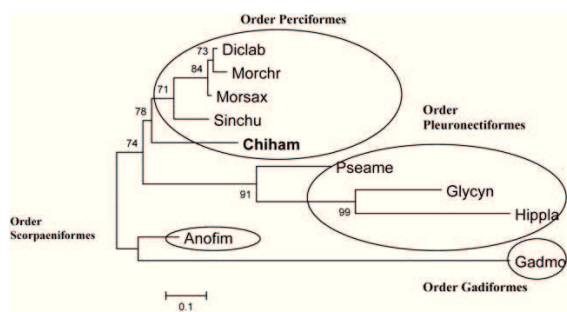 Order Perciformes
73
Diclab
84
Morchr
71
Morsax
78
Sinchu
Order
Pleuronectiformes
74
Chiham
Pseame
91
Glycyn
99
Hippla
Order
Scorpaeniformes
Anofim
Gadmo
Order Gadiformes
0.1